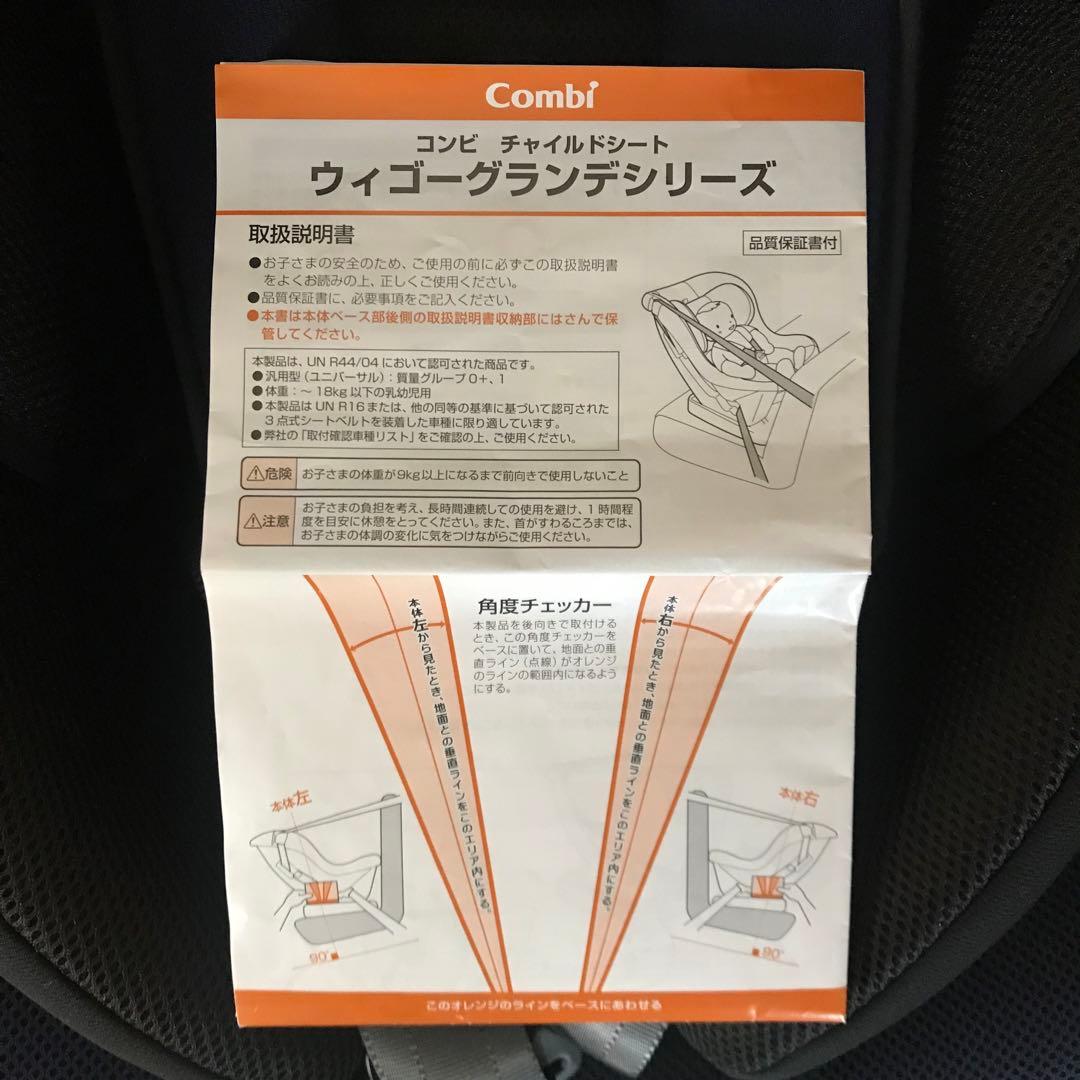 Combi
コンビ チャイルドシート
ウィゴーグランデシリーズ
取扱説明書
品質保証書付
●お子さまの安全のため、ご使用の前に必ずこの取扱説明書
をよくお読みの上、正しくご使用ください。
●品質保証書に、必要事項をご記入ください。
●本書は本体ベース部後側の取扱説明書収納部にはさんで保
管してください。
本製品は、UN R44/04 において認可された商品です。
●汎用型（ユニバーサル）：質量グループ 0+、1
●体重：～ 18kg 以下の乳幼児用
●本製品は UN R16 または、他の同等の基準に基づいて認可された
3 点式シートベルトを装着した車種に限り適しています。
●弊社の「取付確認車種リスト」をご確認の上、ご使用ください。
⚠危険 お子さまの体重が9kg以上になるまで前向きで使用しないこと
⚠注意 お子さまの負担を考え、長時間連続しての使用を避け、1 時間程
度を目安に休憩をとってください。また、首がすわるころまでは、
お子さまの体調の変化に気をつけながらご使用ください。
本体左から見たとき、地面との垂直ラインをこのエリア内にする。
角度チェッカー
本製品を後向きで取付ける
とき、この角度チェッカーを
ベースに置いて、地面との垂
直ライン（点線）がオレンジ
のラインの範囲内になるよう
にする。
本体右から見たとき、地面との垂直ラインをこのエリア内にする。
本体左
90°
本体右
90°
このオレンジのラインをベースにあわせる